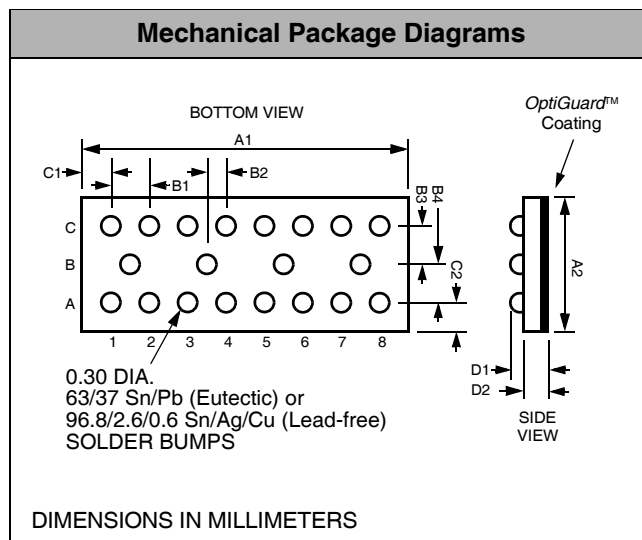 Mechanical Package Diagrams
BOTTOM VIEW
OptiGuard™
Coating
A1
C1
B1
B2
B3
B4
C
B
A
C2
A2
1 2 3 4 5 6 7 8
0.30 DIA.
63/37 Sn/Pb (Eutectic) or
96.8/2.6/0.6 Sn/Ag/Cu (Lead-free)
SOLDER BUMPS
D1
D2
SIDE
VIEW
DIMENSIONS IN MILLIMETERS